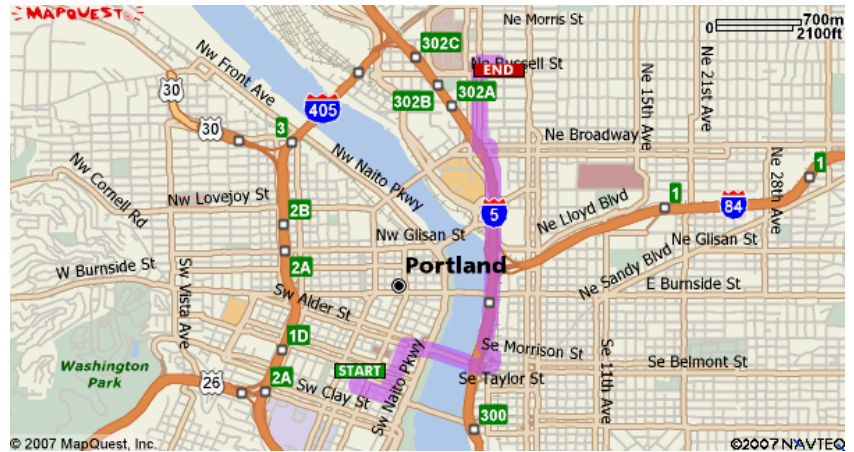 MAPQUEST
Ne Morris St
0 700m
2100ft
302C
Ne Russell St
END
Nw Front Ave
30
302A
302B
405
Ne 15th Ave
Ne 21st Ave
30
3
Ne Broadway
Nw Naito Pkwy
Ne 28th Ave
1
Nw Cornell Rd
Nw Lovejoy St
1
84
2B
5
Ne Lloyd Blvd
Nw Glisan St
Ne Glisan St
2A
Portland
W Burnside St
Ne Sandy Blvd
E Burnside St
Sw Vista Ave
Sw Alder St
1D
Sw Naito Pkwy
Se Morrison St
Se 11th Ave
Se Belmont St
Washington
Park
START
26
2A
Se Taylor St
Sw Clay St
300
© 2007 MapQuest, Inc.
©2007 NAVTEQ